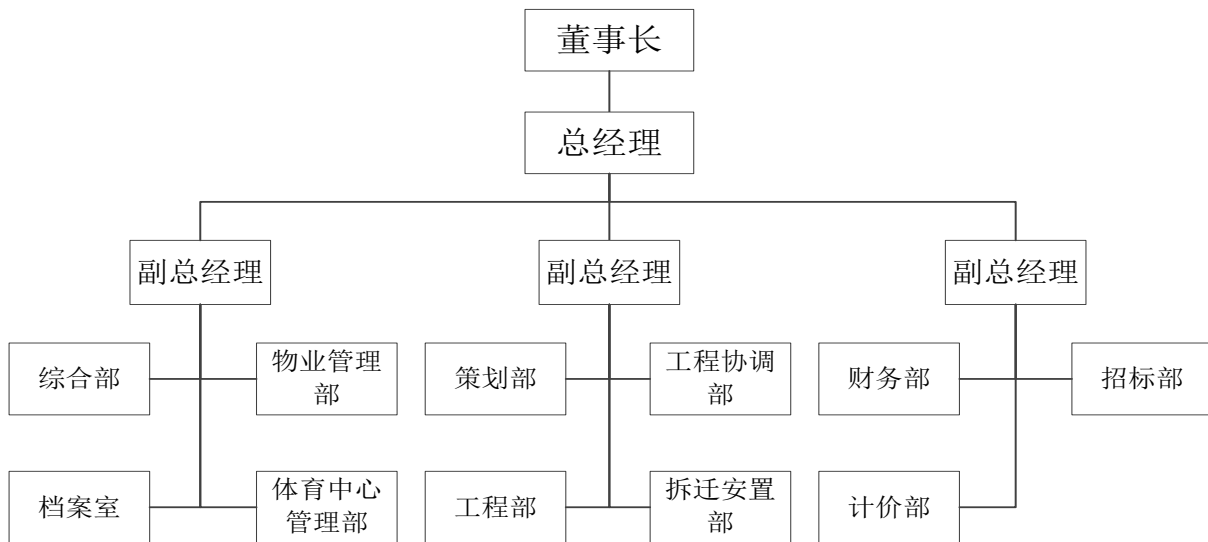 董事长
总经理
副总经理
副总经理
副总经理
综合部
物业管理
部
策划部
工程协调
部
财务部
招标部
档案室
体育中心
管理部
工程部
拆迁安置
部
计价部